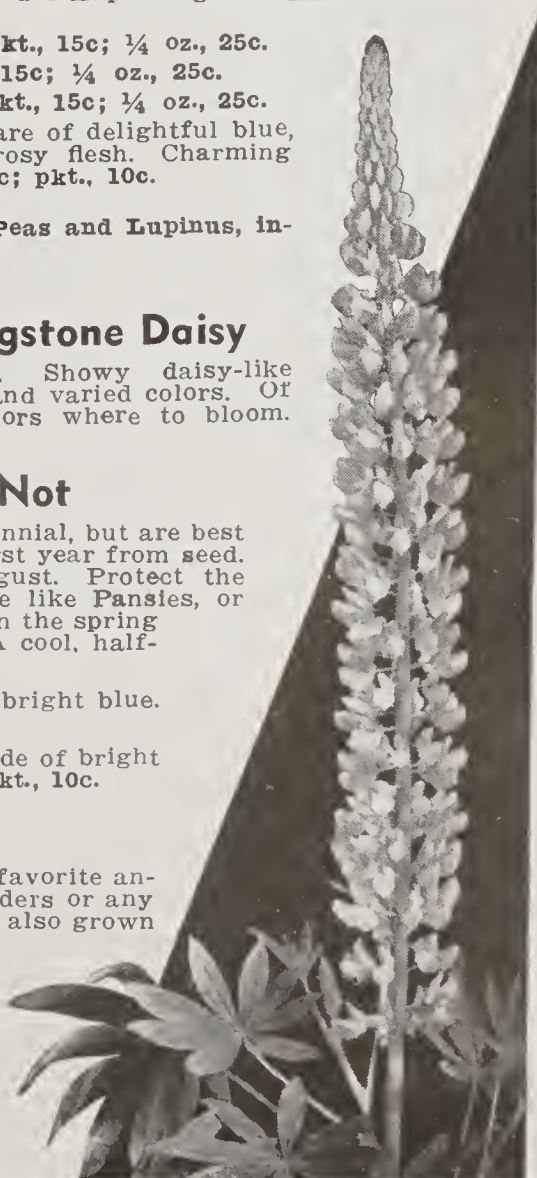 kt., 15c; ¼ oz., 25c.
15c; ¼ oz., 25c.
kt., 15c; ¼ oz., 25c.
are of delightful blue,
rosy flesh. Charming
c; pkt., 10c.
Peas and Lupinus, in-
gstone Daisy
. Showy daisy-like
and varied colors. Of
ors where to bloom.
Not
nnial, but are best
rst year from seed.
gust. Protect the
e like Pansies, or
n the spring
A cool, half-
bright blue.
de of bright
kt., 10c.
favorite an-
ders or any
also grown